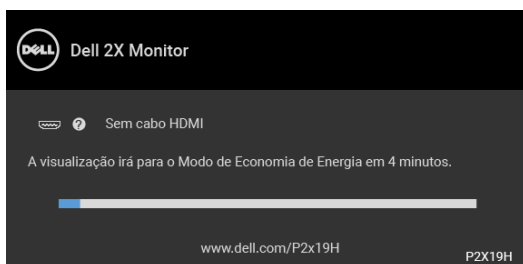 DELL Dell 2X Monitor
Sem cabo HDMI
A visualização irá para o Modo de Economia de Energia em 4 minutos.
www.dell.com/P2x19H
P2X19H